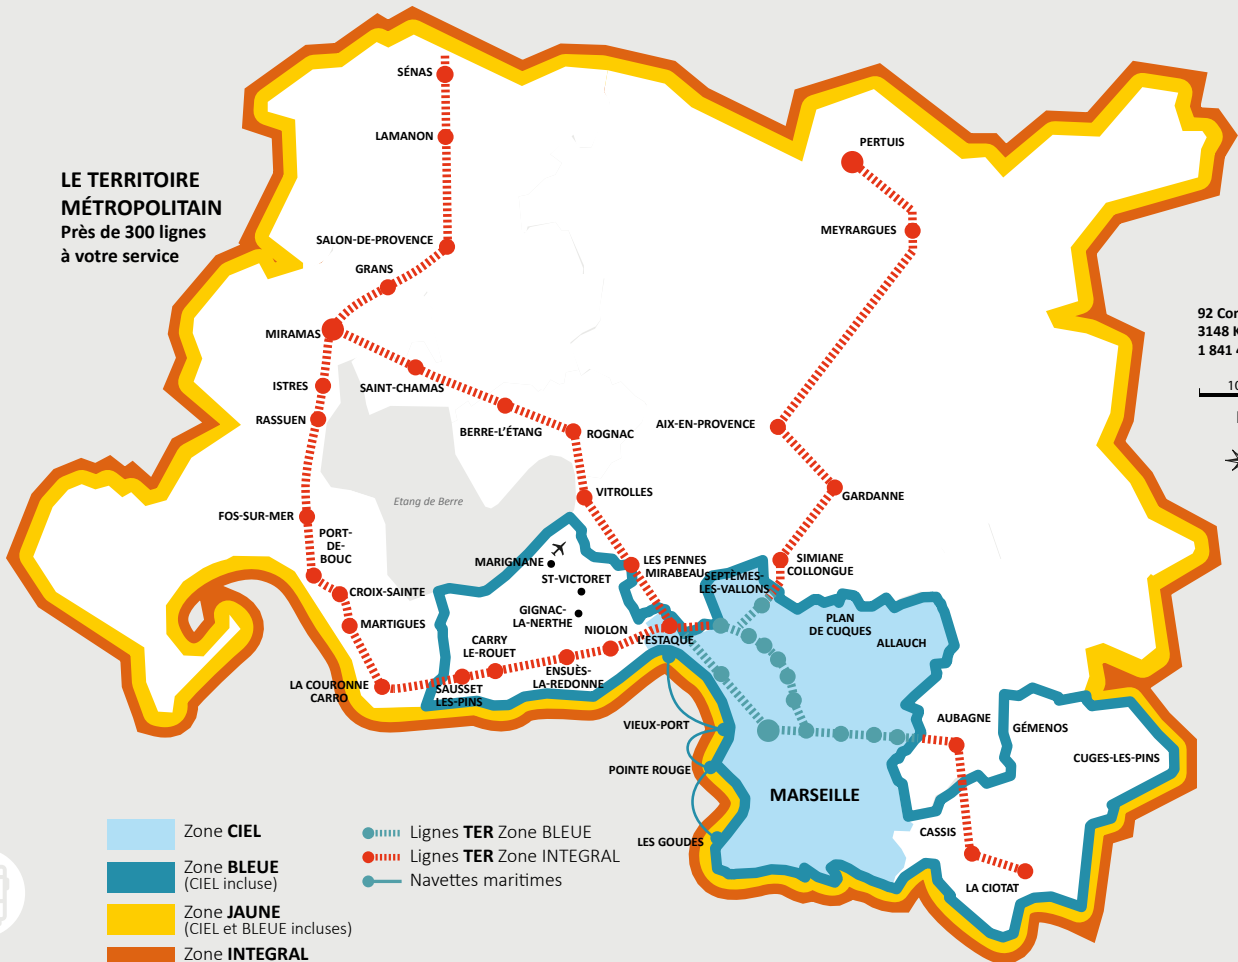 LE TERRITOIRE
MÉTROPOLITAIN
Près de 300 lignes
à votre service
SÉNAS
LAMANON
SALON-DE-PROVENCE
GRANS
MIRAMAS
ISTRES
RASSUEN
SAINT-CHAMAS
BERRE-L'ÉTANG
ROGNAC
VITROLLES
Etang de Berre
FOS-SUR-MER
PORT-
DE-
BOUC
CROIX-SAINTE
MARTIGUES
LA COURONNE
CARRO
PERTUIS
MEYRARGUES
AIX-EN-PROVENCE
GARDANNE
SIMIANE
COLLONGUE
LES PENNES
MIRABEAU
SEPTÈMES-
LES-VALLONS
MARIGNANE
ST-VICTORET
GIGNAC-
LA-NERTHE
NIOLON
L'ESTAQUE
CARRY
LE-ROUET
ENSUÈS-
LA-REDONNE
SAUSSET
LES-PINS
PLAN
DE CUQUES
ALLAUCH
VIEUX-PORT
POINTE ROUGE
LES GOUDES
MARSEILLE
AUBAGNE
GÉMENOS
CUGES-LES-PINS
CASSIS
LA CIOTAT
Zone CIEL
Zone BLEUE
(CIEL incluse)
Zone JAUNE
(CIEL et BLEUE incluses)
Zone INTEGRAL
Lignes TER Zone BLEUE
Lignes TER Zone INTEGRAL
Navettes maritimes
92
3148
1 841
10